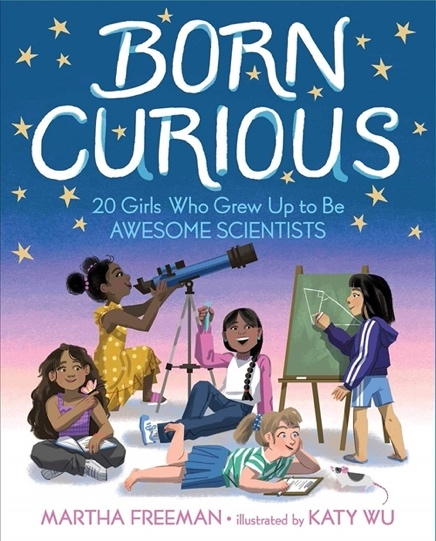 BORN
CURIOUS
20 Girls Who Grew Up to Be
AWESOME SCIENTISTS
MARTHA FREEMAN • illustrated by KATY WU